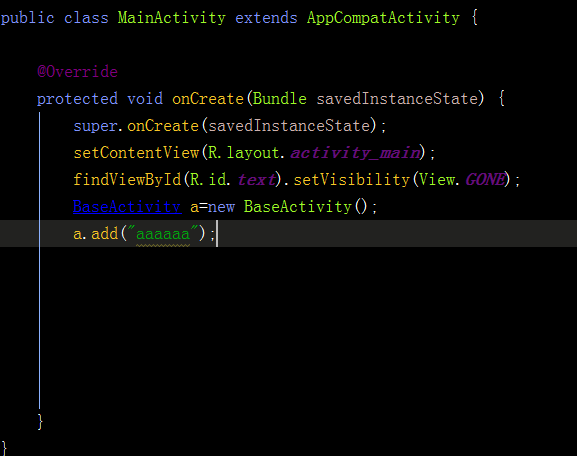 public class MainActivity extends AppCompatActivity {
@Override
protected void onCreate(Bundle savedInstanceState) {
super.onCreate(savedInstanceState);
setContentView(R.layout.activity_main);
findViewById(R.id.text).setVisibility(View.GONE);
BaseActivity a=new BaseActivity();
a.add("aaaaaa");
}
}